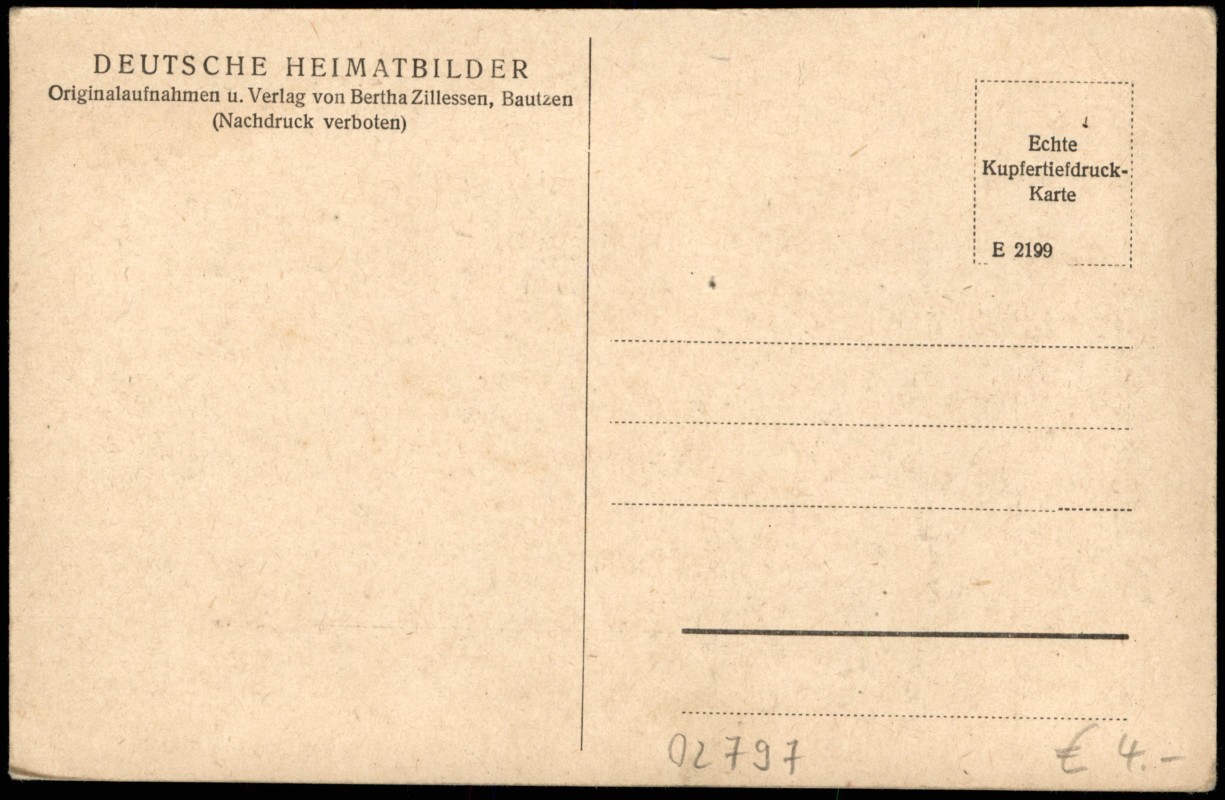 DEUTSCHE HEIMATBILDER
Originalaufnahmen u. Verlag von Bertha Zillessen, Bautzen
(Nachdruck verboten)
Echte
Kupfertiefdruck-
Karte
E 2199
02797
€ 4.-